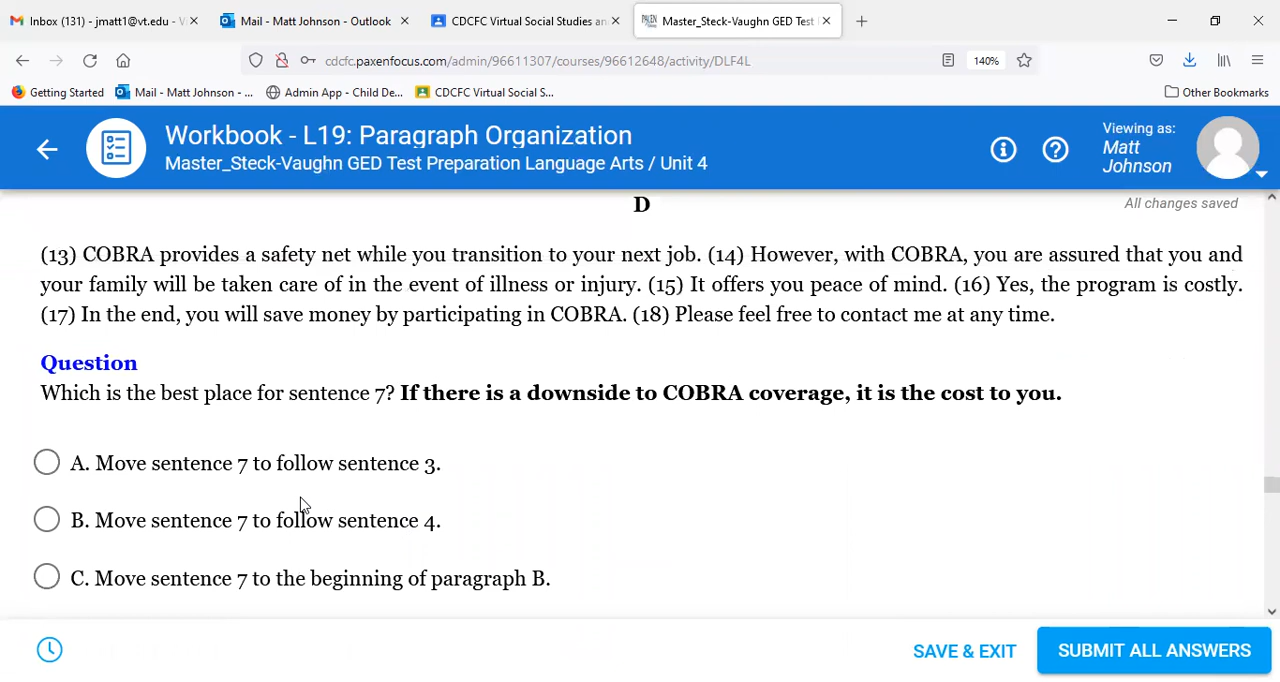 Inbox (131) - jmatt1@vt.edu - V
Mail - Matt Johnson - Outlook
CDCFC Virtual Social Studies an
PAXEN
Master_Steck-Vaughn GED Test
cdcfc.paxenfocus.com/admin/96611307/courses/96612648/activity/DLF4L
140%
Getting Started
Mail - Matt Johnson - ...
Admin App - Child De...
CDCFC Virtual Social S...
Other Bookmarks
Workbook - L19: Paragraph Organization
Master_Steck-Vaughn GED Test Preparation Language Arts / Unit 4
Viewing as:
Matt
Johnson
D
All changes saved
(13) COBRA provides a safety net while you transition to your next job. (14) However, with COBRA, you are assured that you and
your family will be taken care of in the event of illness or injury. (15) It offers you peace of mind. (16) Yes, the program is costly.
(17) In the end, you will save money by participating in COBRA. (18) Please feel free to contact me at any time.
Question
Which is the best place for sentence 7? If there is a downside to COBRA coverage, it is the cost to you.
A. Move sentence 7 to follow sentence 3.
B. Move sentence 7 to follow sentence 4.
C. Move sentence 7 to the beginning of paragraph B.
SAVE & EXIT
SUBMIT ALL ANSWERS